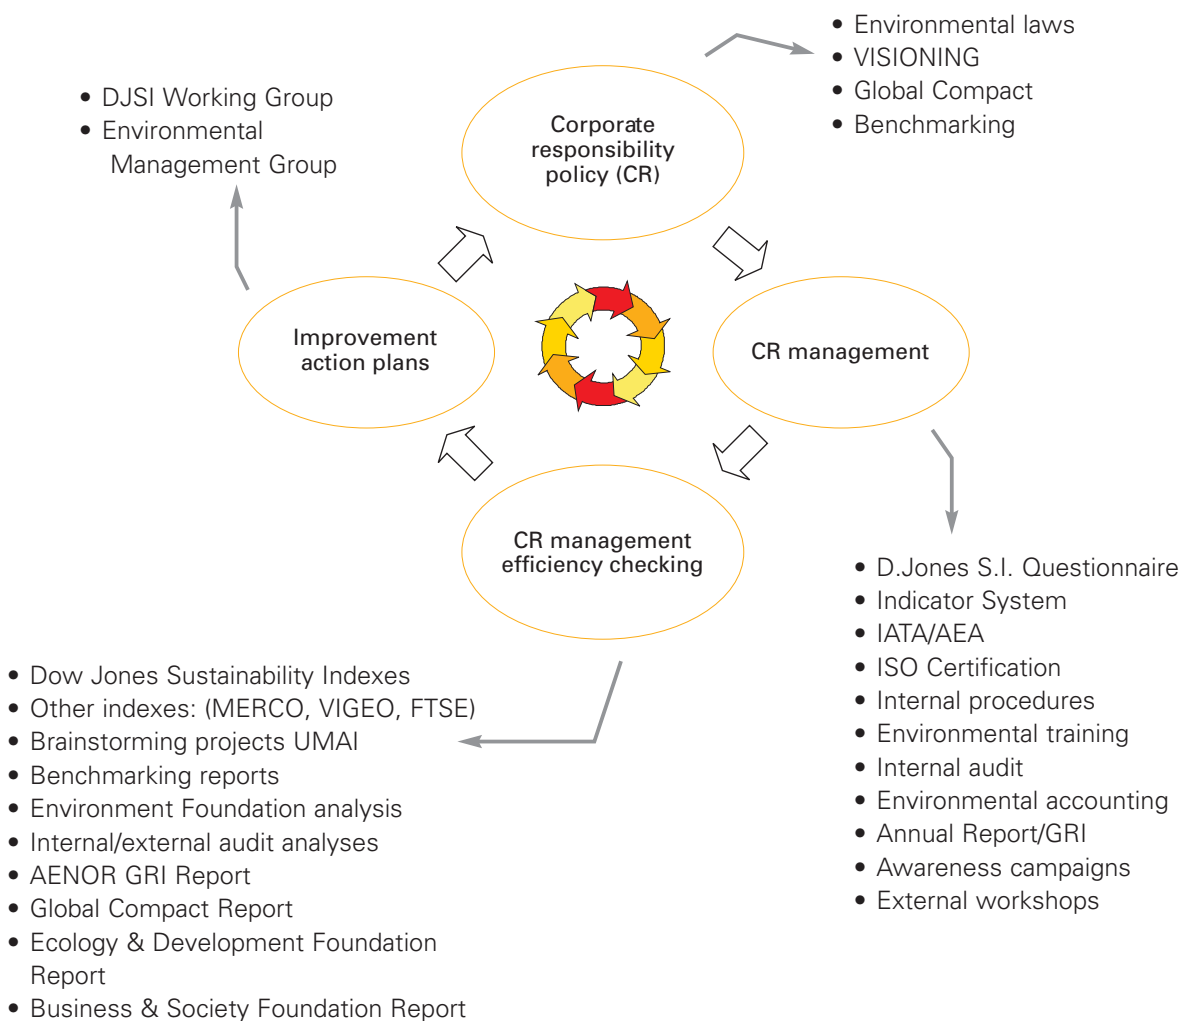 • Environmental laws
• VISIONING
• Global Compact
• Benchmarking
• DJSI Working Group
• Environmental
Management Group
Corporate
responsibility
policy (CR)
Improvement
action plans
CR management
CR management
efficiency checking
• D.Jones S.I. Questionnaire
• Indicator System
• IATA/AEA
• ISO Certification
• Internal procedures
• Environmental training
• Internal audit
• Environmental accounting
• Annual Report/GRI
• Awareness campaigns
• External workshops
• Dow Jones Sustainability Indexes
• Other indexes: (MERCO, VIGEO, FTSE)
• Brainstorming projects UMAI
• Benchmarking reports
• Environment Foundation analysis
• Internal/external audit analyses
• AENOR GRI Report
• Global Compact Report
• Ecology & Development Foundation
Report
• Business & Society Foundation Report